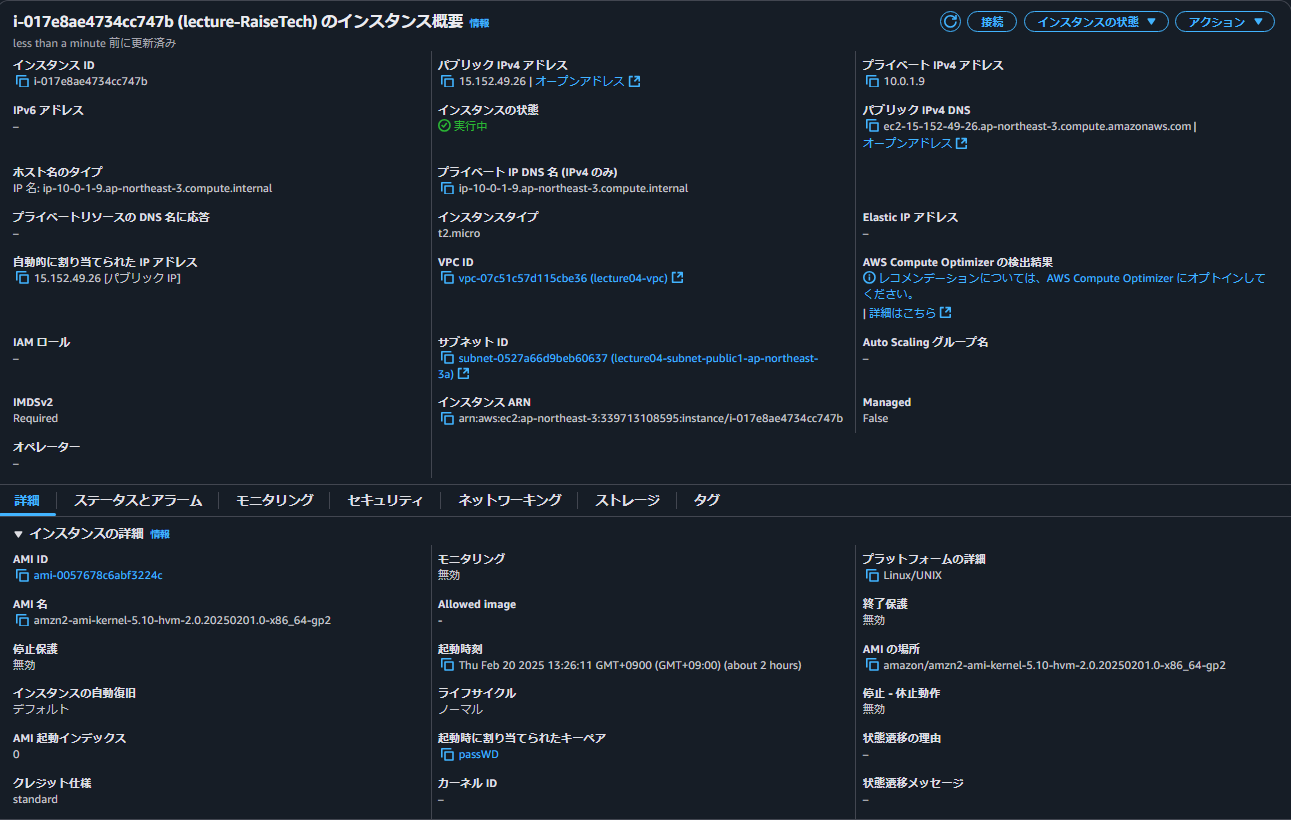 i-017e8ae4734cc747b (lecture-RaiseTech) のインスタンス概要 情報
less than a minute 前に更新済み
接続
インスタンスの状態 ▼
アクション ▼
インスタンス ID
i-017e8ae4734cc747b
パブリック IPv4 アドレス
15.152.49.26 | オープンアドレス
プライベート IPv4 アドレス
10.0.1.9
IPv6 アドレス
–
インスタンスの状態
実行中
パブリック IPv4 DNS
ec2-15-152-49-26.ap-northeast-3.compute.amazonaws.com |
オープンアドレス
ホスト名のタイプ
IP 名: ip-10-0-1-9.ap-northeast-3.compute.internal
プライベート IP DNS 名 (IPv4 のみ)
ip-10-0-1-9.ap-northeast-3.compute.internal
プライベートリソースの DNS 名に応答
–
インスタンスタイプ
t2.micro
Elastic IP アドレス
–
自動的に割り当てられた IP アドレス
15.152.49.26 [パブリック IP]
VPC ID
vpc-07c51c57d115cbe36 (lecture04-vpc)
AWS Compute Optimizer の検出結果
レコメンデーションについては、AWS Compute Optimizer にオプトインして
ください。
| 詳細はこちら
IAM ロール
–
サブネット ID
subnet-0527a66d9beb60637 (lecture04-subnet-public1-ap-northeast-
3a)
Auto Scaling グループ名
–
IMDSv2
Required
インスタンス ARN
arn:aws:ec2:ap-northeast-3:339713108595:instance/i-017e8ae4734cc747b
Managed
False
オペレーター
–
詳細
ステータスとアラーム
モニタリング
セキュリティ
ネットワーキング
ストレージ
タグ
▼ インスタンスの詳細 情報
AMI ID
ami-0057678c6abf3224c
モニタリング
無効
プラットフォームの詳細
Linux/UNIX
AMI 名
amzn2-ami-kernel-5.10-hvm-2.0.20250201.0-x86_64-gp2
Allowed image
-
終了保護
無効
停止保護
無効
起動時刻
Thu Feb 20 2025 13:26:11 GMT+0900 (GMT+09:00) (about 2 hours)
AMI の場所
amazon/amzn2-ami-kernel-5.10-hvm-2.0.20250201.0-x86_64-gp2
インスタンスの自動復旧
デフォルト
ライフサイクル
ノーマル
停止 - 休止動作
無効
AMI 起動インデックス
0
起動時に割り当てられたキーペア
passWD
状態遷移の理由
–
クレジット仕様
standard
カーネル ID
–
状態遷移メッセージ
–